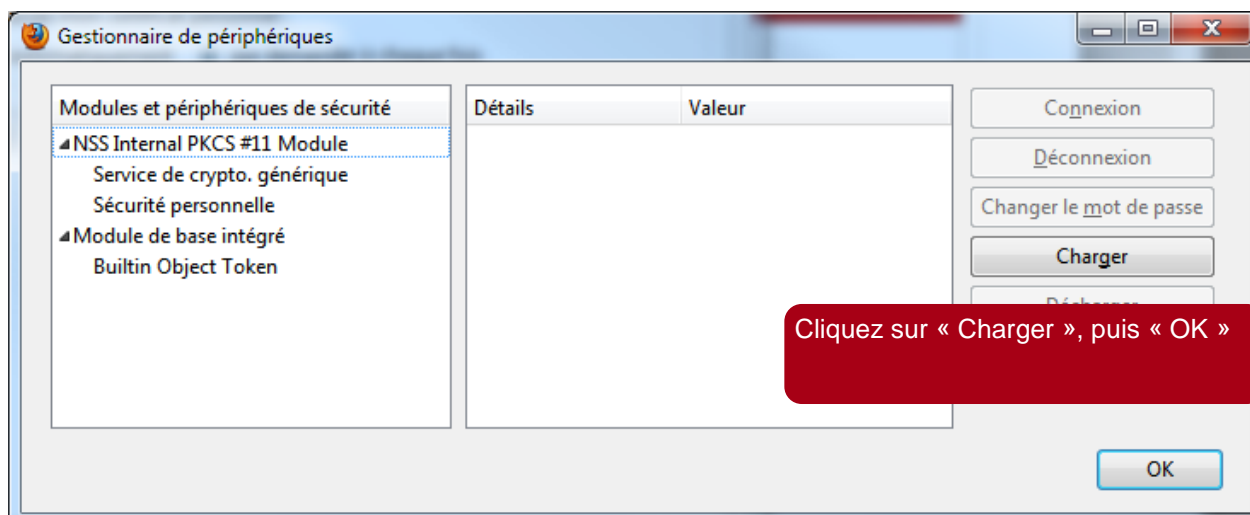 Gestionnaire de périphériques
Modules et périphériques de sécurité
Détails
Valeur
NSS Internal PKCS #11 Module
Service de crypto. générique
Sécurité personnelle
Module de base intégré
Builtin Object Token
Connexion
Déconnexion
Changer le mot de passe
Charger
Cliquez sur « Charger », puis « OK »
OK